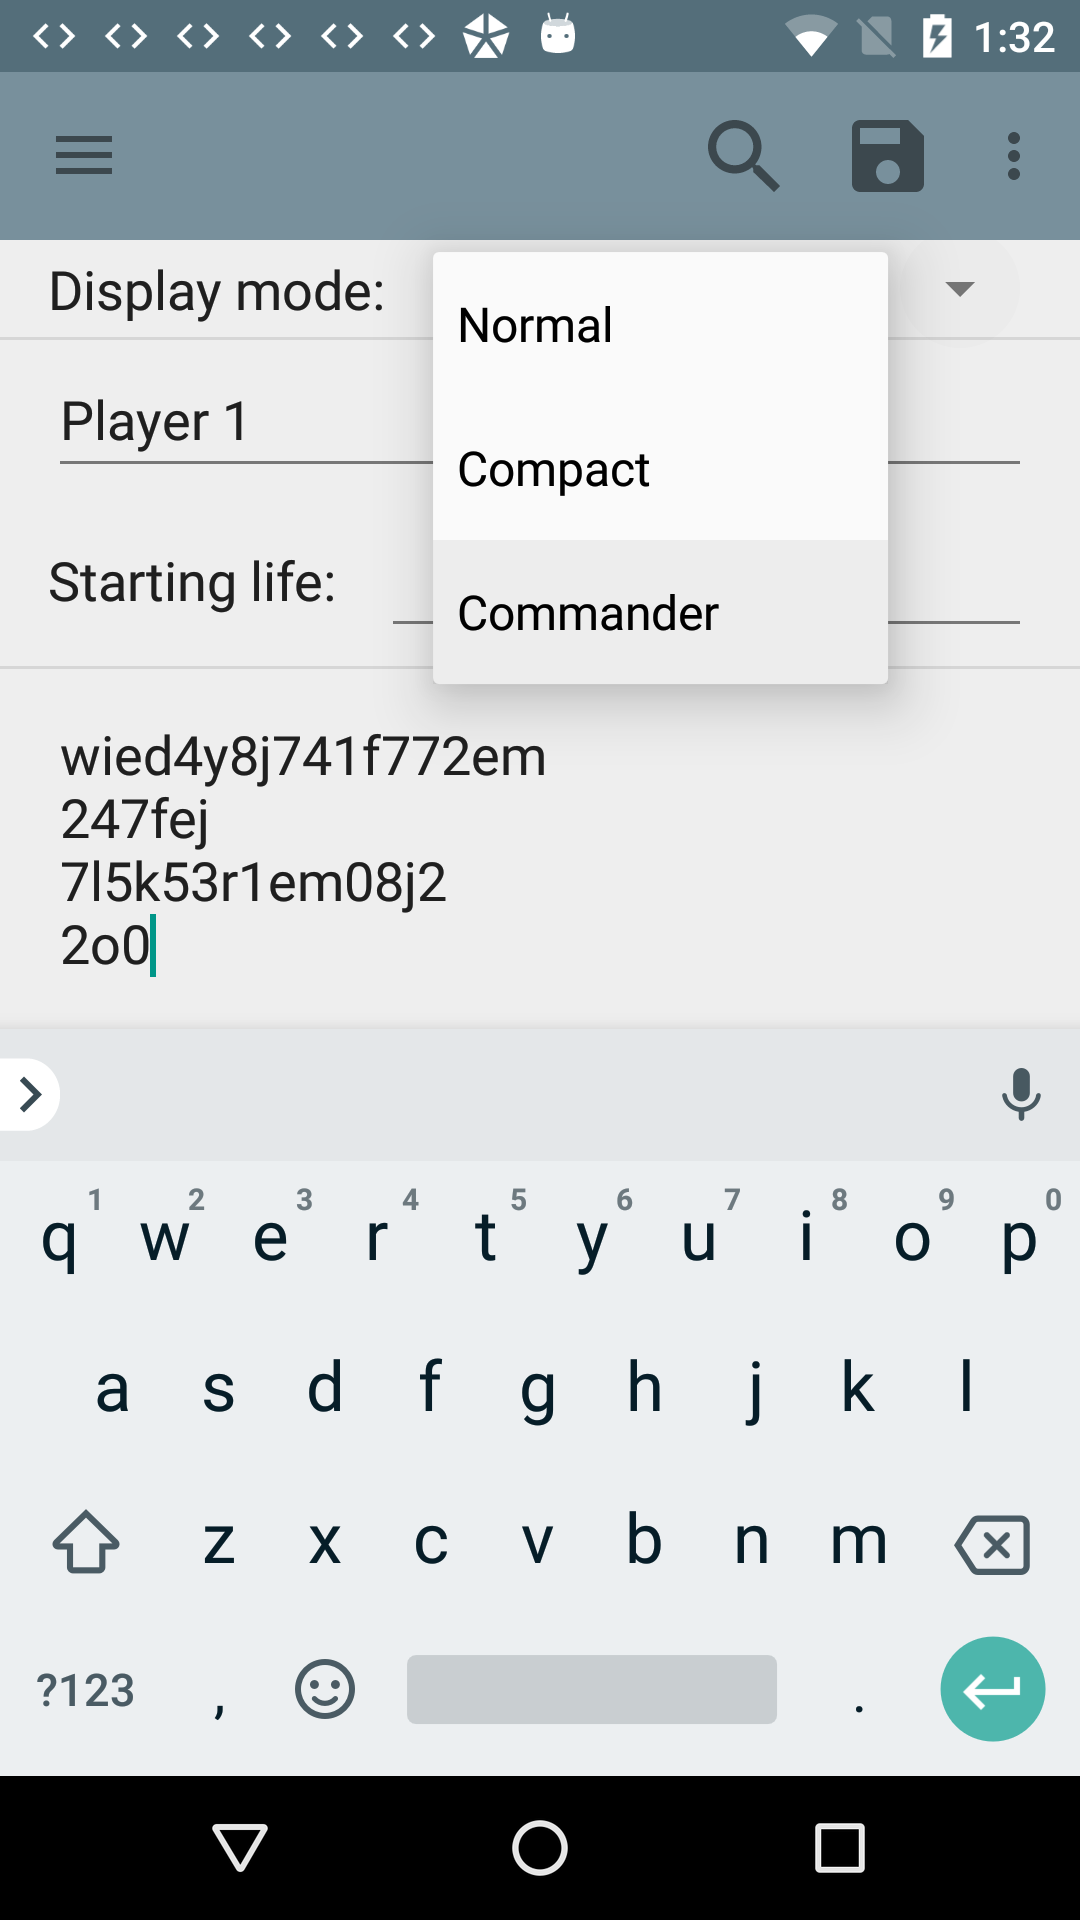 1:32
Display mode:
Normal
Compact
Commander
Player 1
Starting life:
wied4y8j741f772em
247fej
7l5k53r1em08j2
2o0
1 2 3 4 5 6 7 8 9 0
q w e r t y u i o p
a s d f g h j k l
z x c v b n m
?123 , .